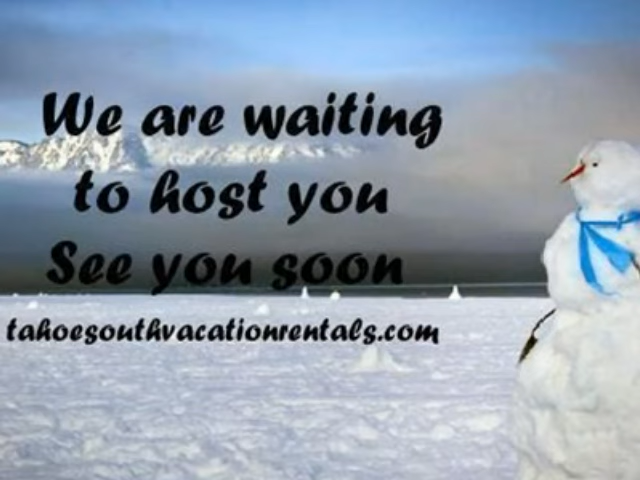 We are waiting
to host you
See you soon
tahoesouthvacationrentals.com